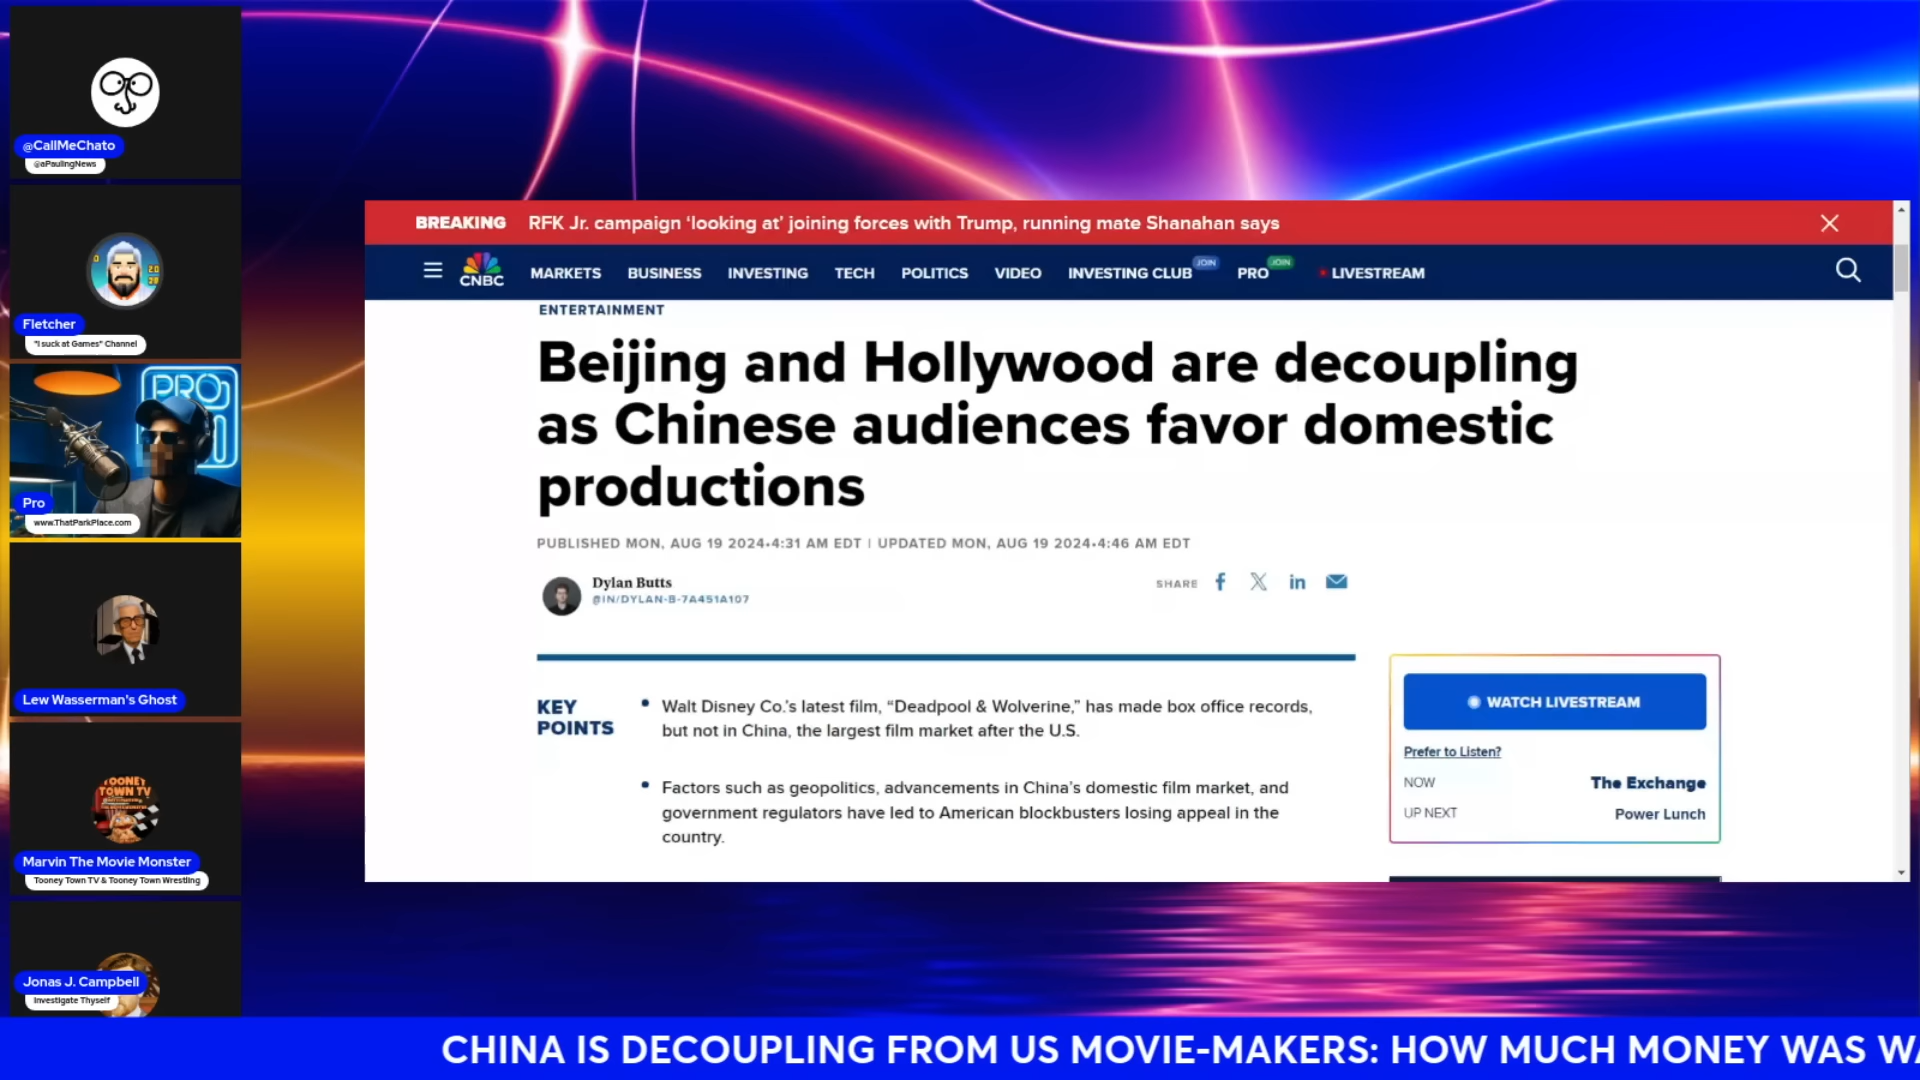 @CallMeChato
@aPaulingNews
Fletcher
"I suck at Games" Channel
PRO
Pro
www.ThatParkPlace.com
Lew Wasserman's Ghost
TOONEY
TOWN TV
Marvin The Movie Monster
Tooney Town TV & Tooney Town Wrestling
Jonas J. Campbell
Investigate Thyself
BREAKING RFK Jr. campaign ‘looking at’ joining forces with Trump, running mate Shanahan says
CNBC MARKETS BUSINESS INVESTING TECH POLITICS VIDEO INVESTING CLUB JOIN PRO JOIN LIVESTREAM
ENTERTAINMENT
Beijing and Hollywood are decoupling
as Chinese audiences favor domestic
productions
PUBLISHED MON, AUG 19 2024•4:31 AM EDT | UPDATED MON, AUG 19 2024•4:46 AM EDT
Dylan Butts
@IN/DYLAN-B-7A451A107
SHARE
KEY
POINTS
Walt Disney Co.’s latest film, “Deadpool & Wolverine,” has made box office records,
but not in China, the largest film market after the U.S.
Factors such as geopolitics, advancements in China’s domestic film market, and
government regulators have led to American blockbusters losing appeal in the
country.
WATCH LIVESTREAM
Prefer to Listen?
NOW The Exchange
UP NEXT Power Lunch
CHINA IS DECOUPLING FROM US MOVIE-MAKERS: HOW MUCH MONEY WAS